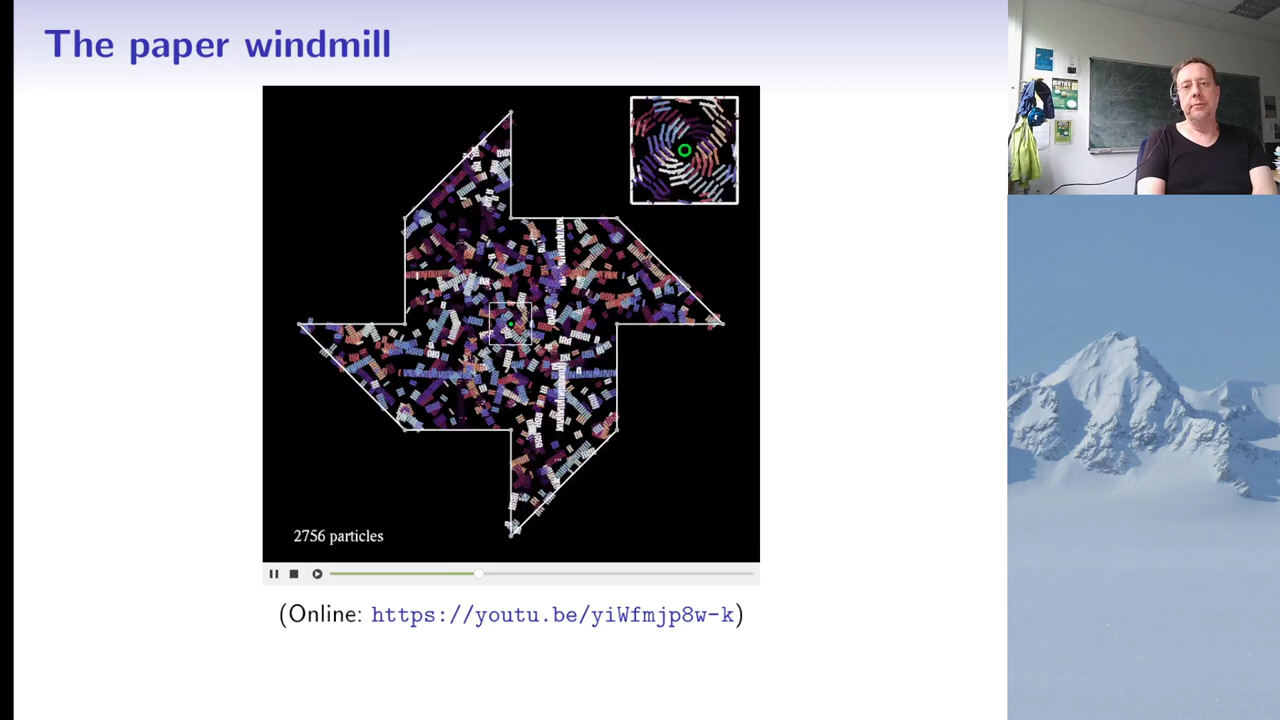 The paper windmill
2756 particles
(Online: https://youtu.be/yiWfmjp8w-k)